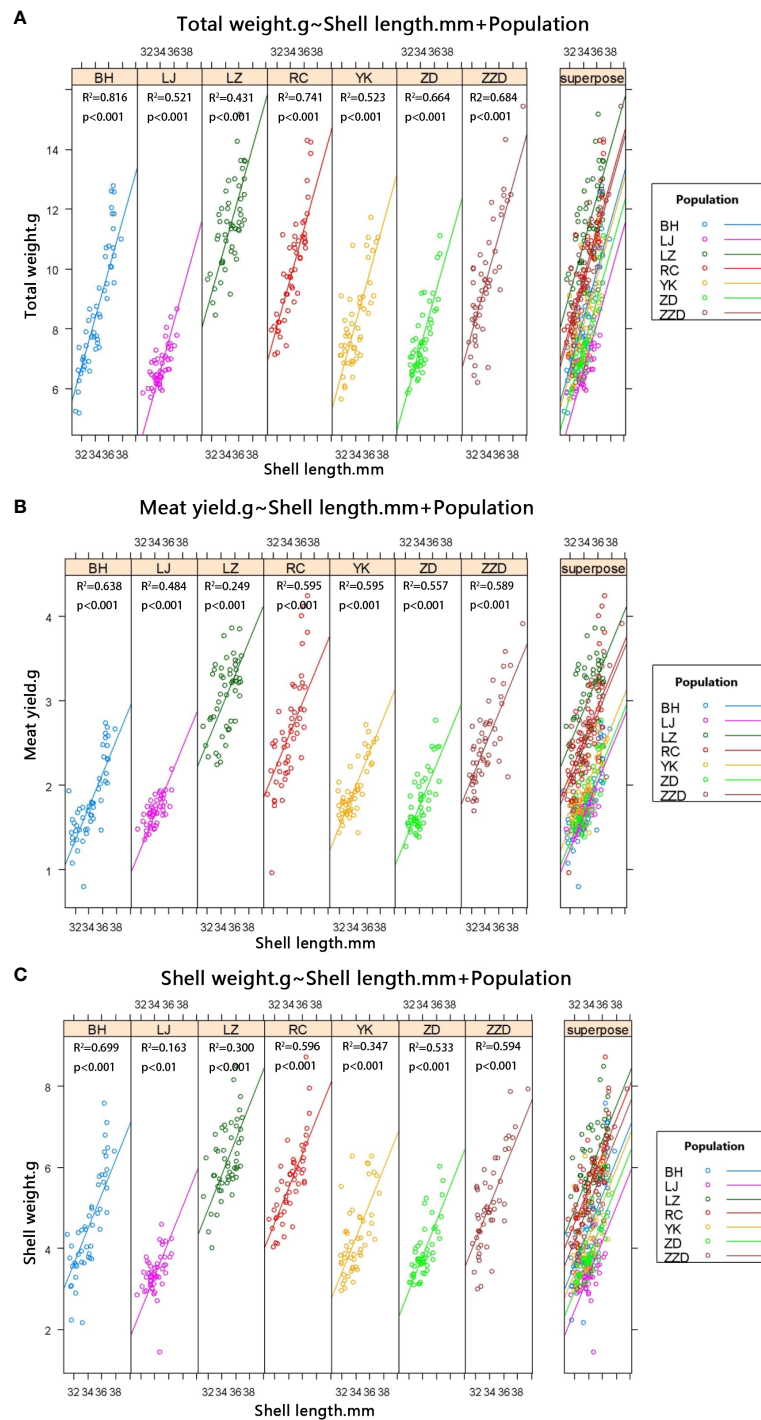 A
Total weight.g~Shell length.mm+Population
32343638 32343638 32343638 32343638
BH LJ LZ RC YK ZD ZZD superpose
R²=0.816 R²=0.521 R²=0.431 R²=0.741 R²=0.523 R²=0.664 R²=0.684
p<0.001 p<0.001 p<0.001 p<0.001 p<0.001 p<0.001 p<0.001
14
12
10
8
6
Total weight.g
Population
BH
LJ
LZ
RC
YK
ZD
ZZD
32343638 32343638 32343638 32343638
Shell length.mm
B
Meat yield.g~Shell length.mm+Population
32343638 32343638 32343638 32343638
BH LJ LZ RC YK ZD ZZD superpose
R²=0.638 R²=0.484 R²=0.249 R²=0.595 R²=0.595 R²=0.557 R²=0.589
p<0.001 p<0.001 p<0.001 p<0.001 p<0.001 p<0.001 p<0.001
4
3
2
1
Meat yield.g
Population
BH
LJ
LZ
RC
YK
ZD
ZZD
32343638 32343638 32343638 32343638
Shell length.mm
C
Shell weight.g~Shell length.mm+Population
32343638 32343638 32343638 32343638
BH LJ LZ RC YK ZD ZZD superpose
R²=0.699 R²=0.163 R²=0.300 R²=0.596 R²=0.347 R²=0.533 R²=0.594
p<0.001 p<0.01 p<0.001 p<0.001 p<0.001 p<0.001 p<0.001
8
6
4
2
Shell weight.g
Population
BH
LJ
LZ
RC
YK
ZD
ZZD
32343638 32343638 32343638 32343638
Shell length.mm